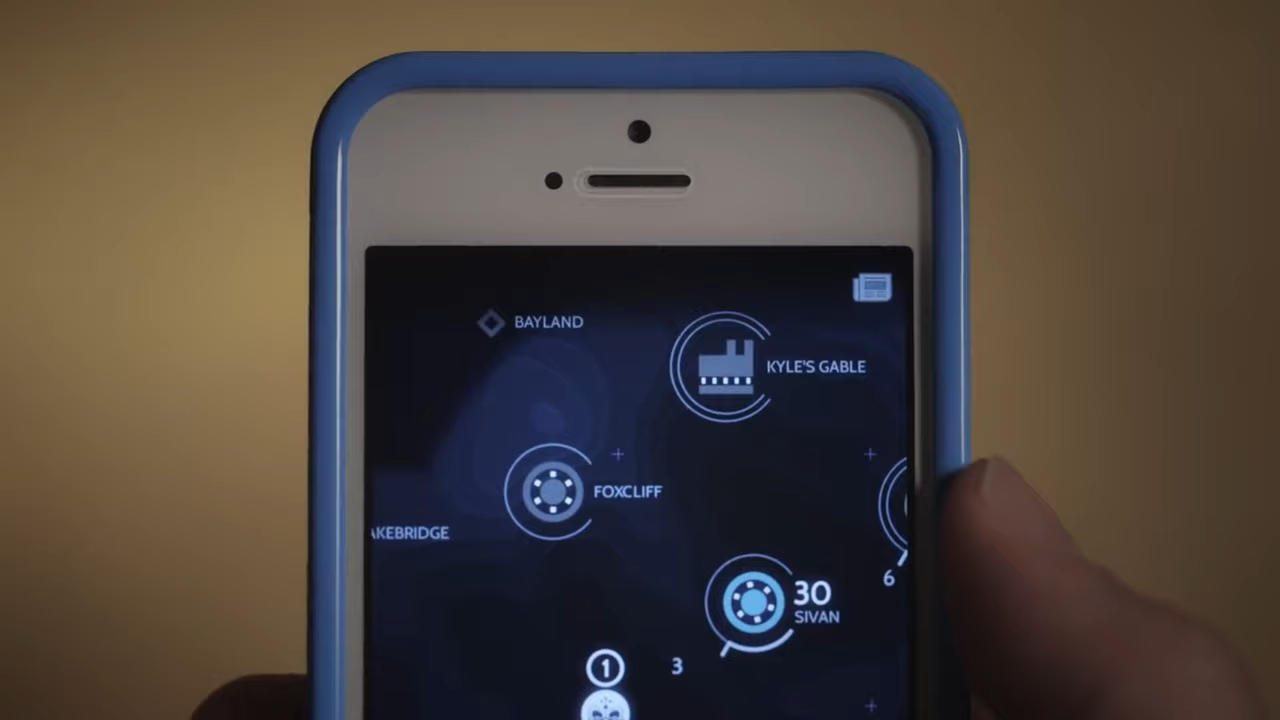 BAYLAND
KYLE'S GABLE
FOXCLIFF
AKEBRIDGE
6
30
SIVAN
1
3